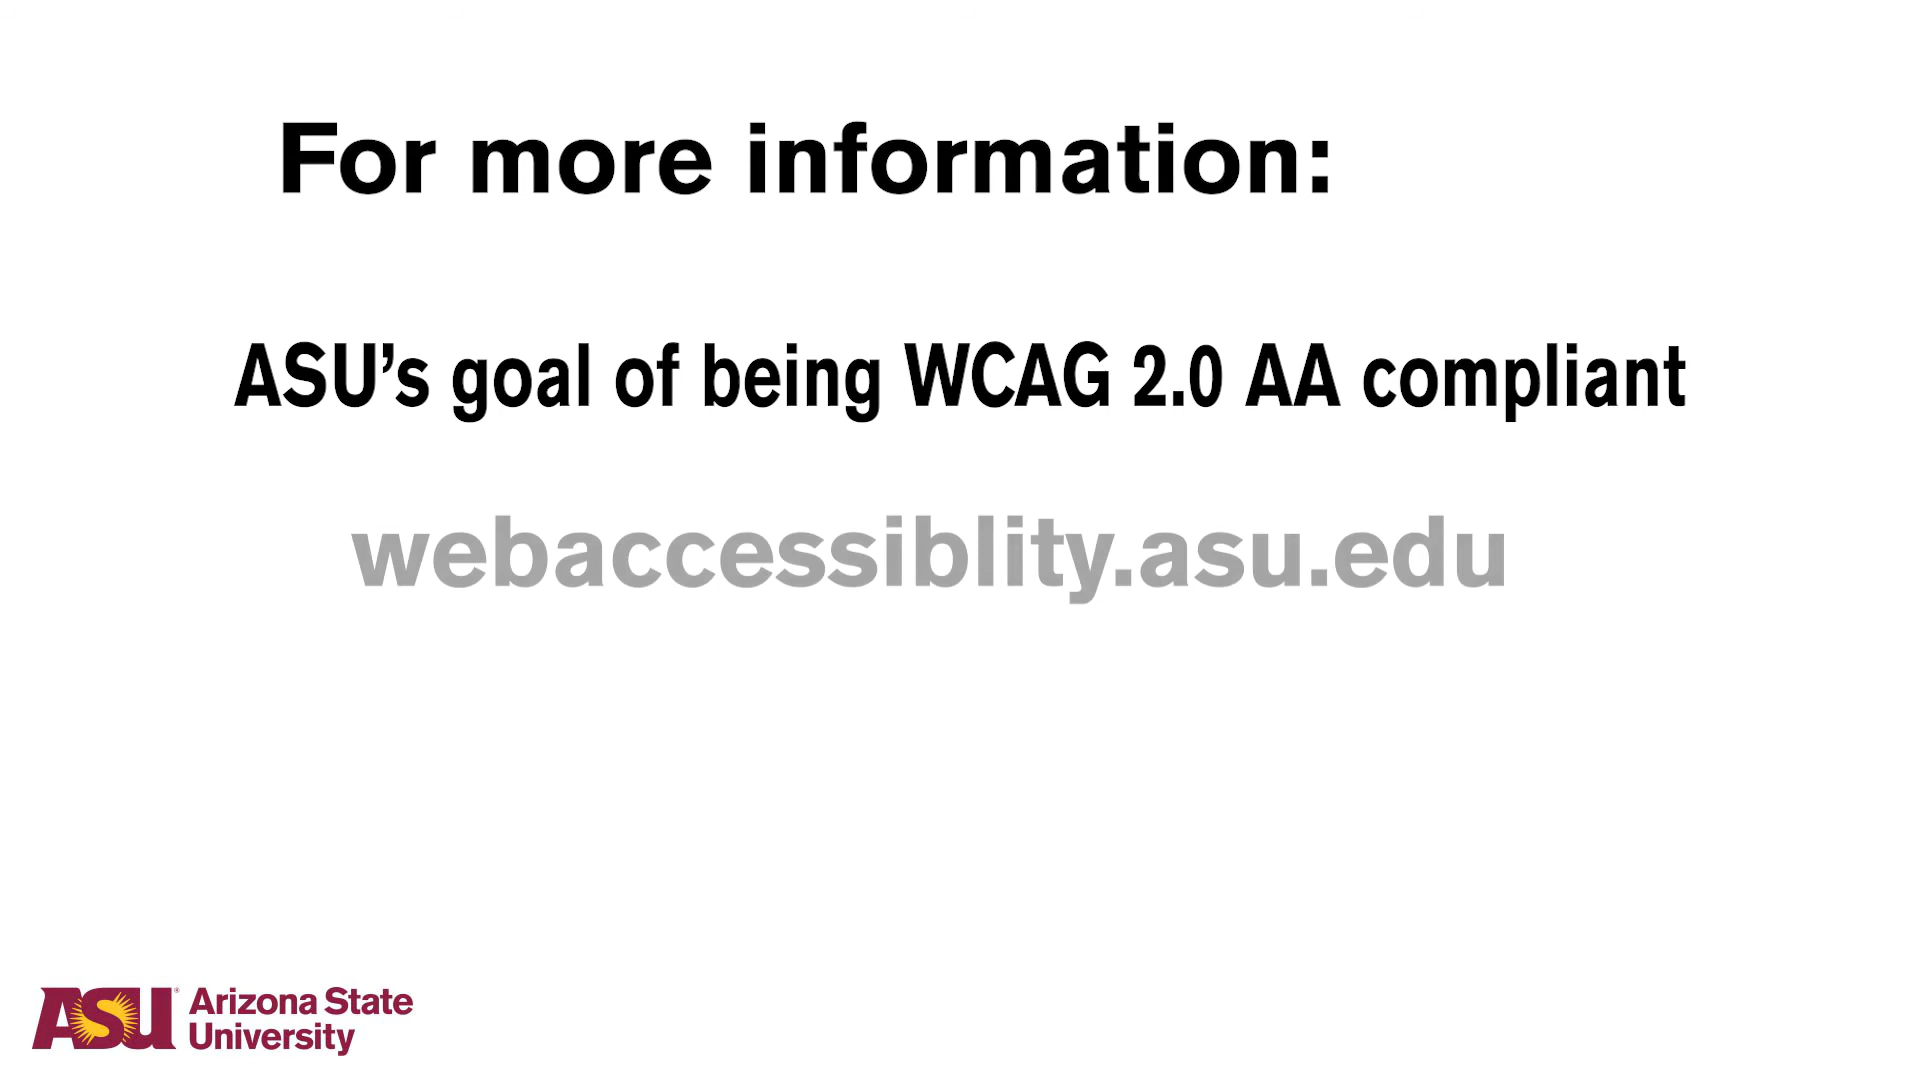 For more information:
ASU’s goal of being WCAG 2.0 AA compliant
webaccessiblity.asu.edu
ASU® Arizona State
University